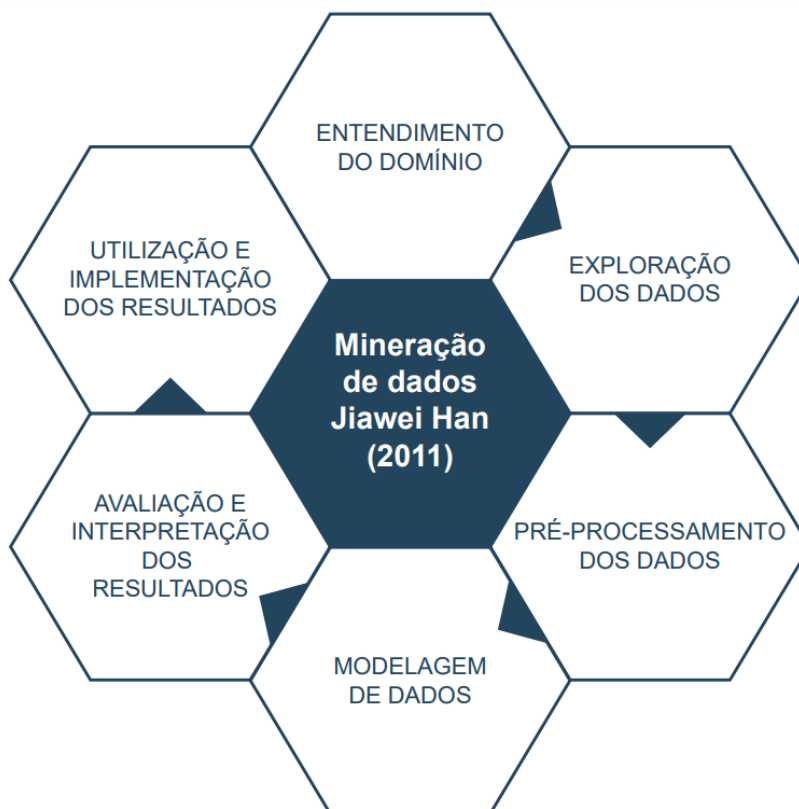 ENTENDIMENTO
DO DOMÍNIO
EXPLORAÇÃO
DOS DADOS
PRÉ-PROCESSAMENTO
DOS DADOS
MODELAGEM
DE DADOS
AVALIAÇÃO E
INTERPRETAÇÃO
DOS
RESULTADOS
UTILIZAÇÃO E
IMPLEMENTAÇÃO
DOS RESULTADOS
Mineração
de dados
Jiawei Han
(2011)